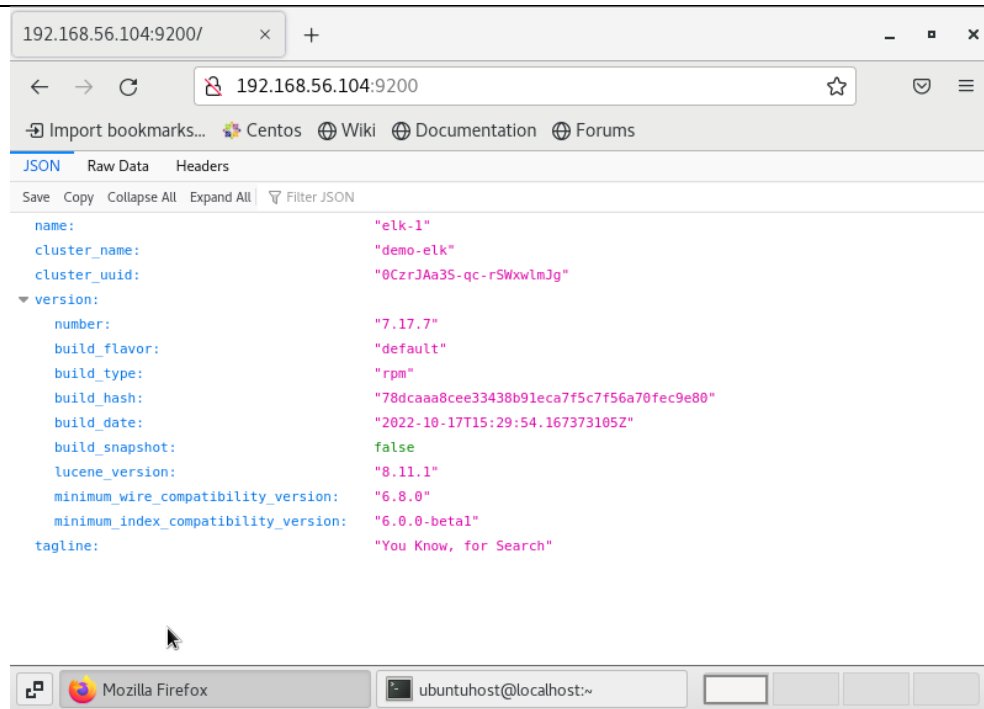 192.168.56.104:9200/
192.168.56.104:9200
Import bookmarks... Centos Wiki Documentation Forums
JSON Raw Data Headers
Save Copy Collapse All Expand All Filter JSON
name: "elk-1"
cluster_name: "demo-elk"
cluster_uuid: "0CzrJAa3S-qc-rSWxwlmJg"
version:
number: "7.17.7"
build_flavor: "default"
build_type: "rpm"
build_hash: "78dcaaa8cee33438b91eca7f5c7f56a70fec9e80"
build_date: "2022-10-17T15:29:54.167373105Z"
build_snapshot: false
lucene_version: "8.11.1"
minimum_wire_compatibility_version: "6.8.0"
minimum_index_compatibility_version: "6.0.0-beta1"
tagline: "You Know, for Search"
Mozilla Firefox ubuntuhost@localhost:~